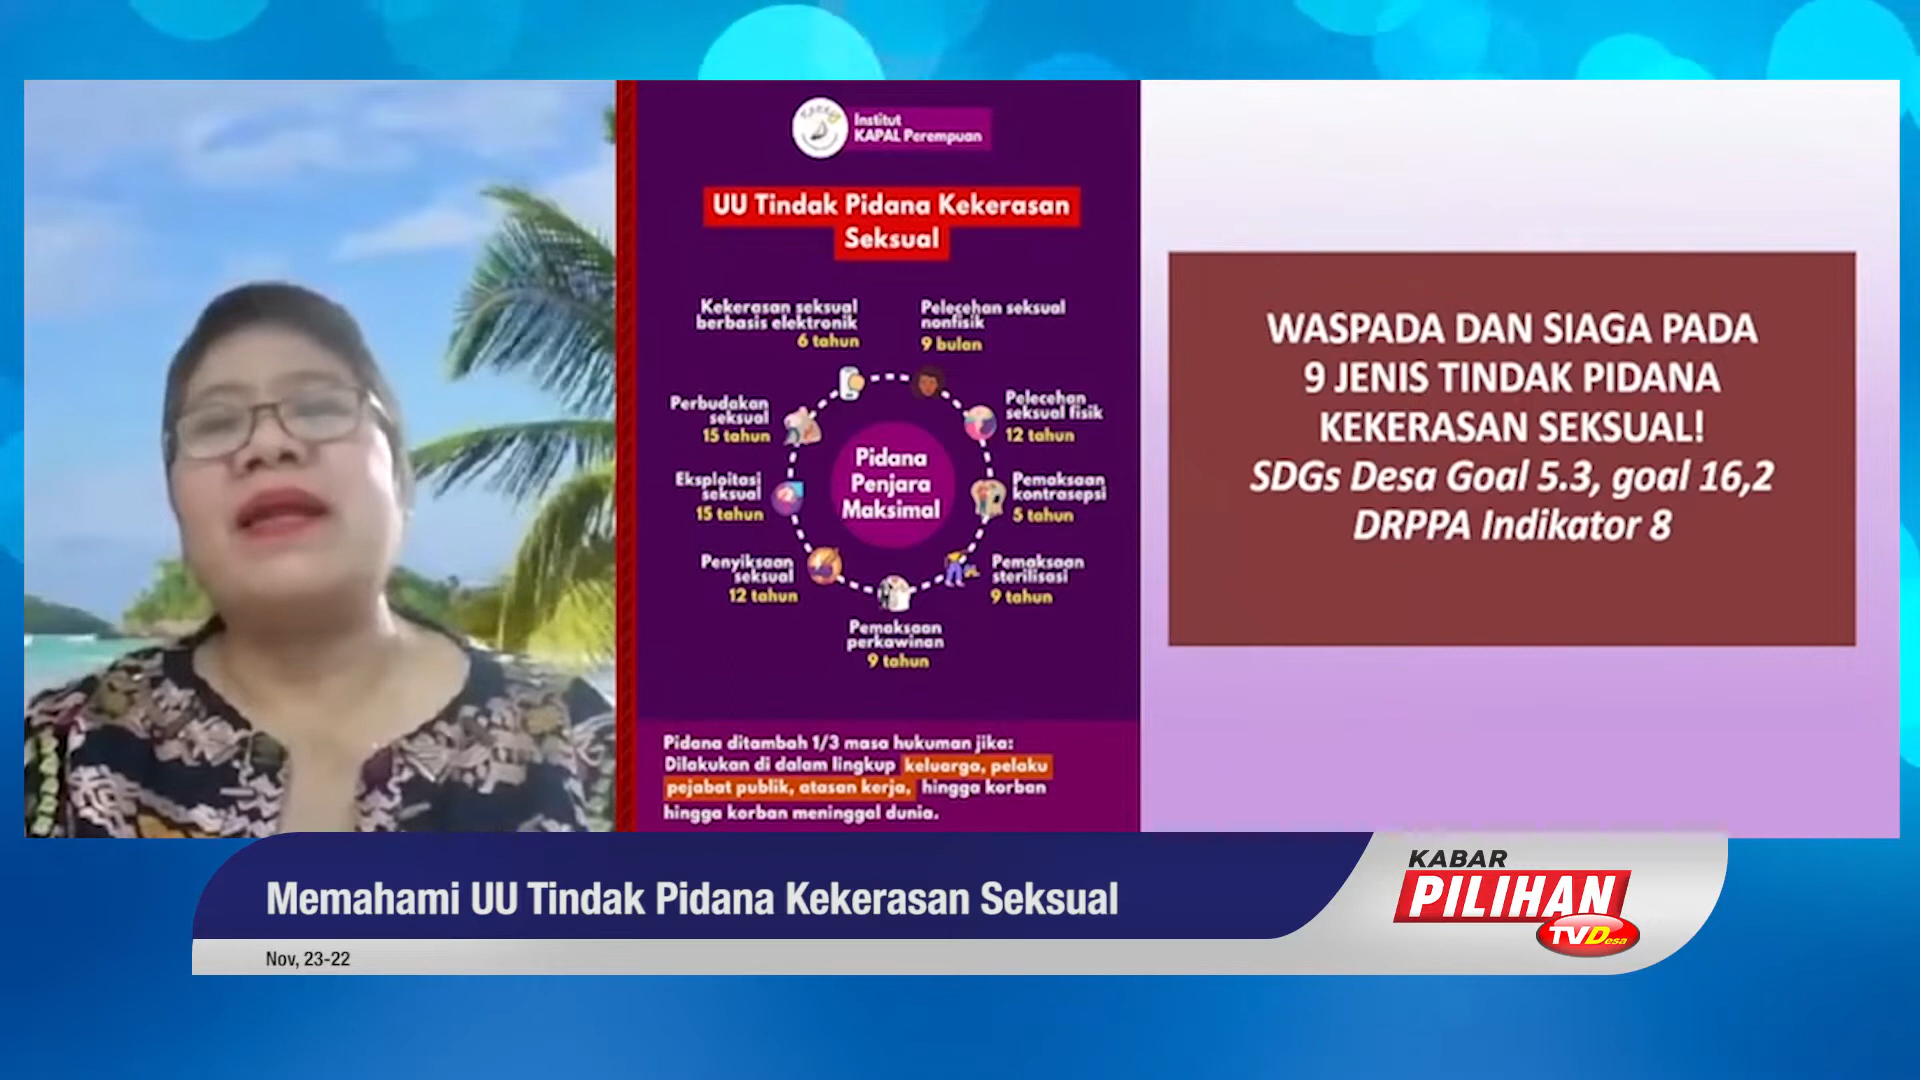 Institut
KAPAL Perempuan
UU Tindak Pidana Kekerasan
Seksual
Kekerasan seksual
berbasis elektronik
6 tahun
Pelecehan seksual
nonfisik
9 bulan
Perbudakan
seksual
15 tahun
Pelecehan
seksual fisik
12 tahun
Pidana
Penjara
Maksimal
Eksploitasi
seksual
15 tahun
Pemaksaan
kontrasepsi
5 tahun
Penyiksaan
seksual
12 tahun
Pemaksaan
sterilisasi
9 tahun
Pemaksaan
perkawinan
9 tahun
Pidana ditambah 1/3 masa hukuman jika:
Dilakukan di dalam lingkup keluarga, pelaku
pejabat publik, atasan kerja, hingga korban
hingga korban meninggal dunia.
WASPADA DAN SIAGA PADA
9 JENIS TINDAK PIDANA
KEKERASAN SEKSUAL!
SDGs Desa Goal 5.3, goal 16,2
DRPPA Indikator 8
Memahami UU Tindak Pidana Kekerasan Seksual
Nov, 23-22
KABAR
PILIHAN
TVDesa